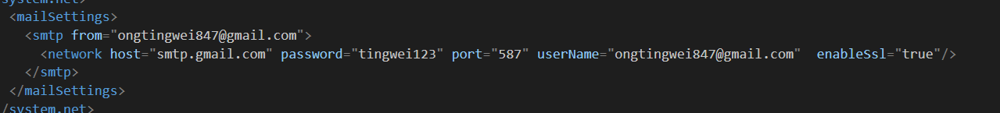 system.net>
<mailSettings>
<smtp from="ongtingwei847@gmail.com">
<network host="smtp.gmail.com" password="tingwei123" port="587" userName="ongtingwei847@gmail.com"  enableSsl="true"/>
</smtp>
</mailSettings>
/system.net>